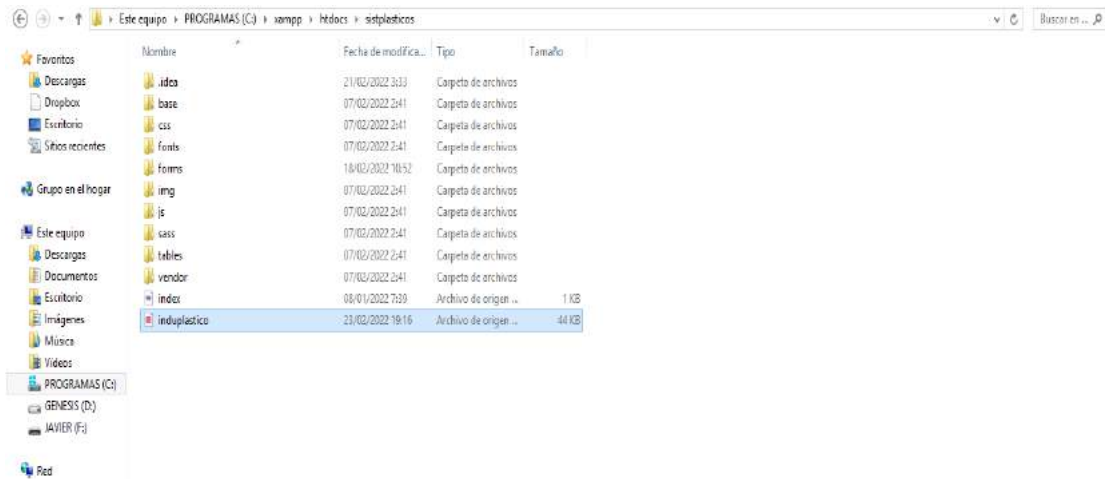 Este equipo PROGRAMAS (C:) xampp htdocs sistplasticos
Buscar en ...
Favoritos
Descargas
Dropbox
Escritorio
Sitios recientes
Grupo en el hogar
Este equipo
Descargas
Documentos
Escritorio
Imágenes
Música
Vídeos
PROGRAMAS (C:)
GENESIS (D:)
JAVIER (F:)
Red
Nombre Fecha de modifica... Tipo Tamaño
.idea 21/02/2022 3:33 Carpeta de archivos
base 07/02/2022 2:41 Carpeta de archivos
css 07/02/2022 2:41 Carpeta de archivos
fonts 07/02/2022 2:41 Carpeta de archivos
forms 18/02/2022 10:52 Carpeta de archivos
img 07/02/2022 2:41 Carpeta de archivos
js 07/02/2022 2:41 Carpeta de archivos
sass 07/02/2022 2:41 Carpeta de archivos
tables 07/02/2022 2:41 Carpeta de archivos
vendor 07/02/2022 2:41 Carpeta de archivos
index 08/01/2022 7:39 Archivo de origen ... 1 KB
induplastico 23/02/2022 19:16 Archivo de origen ... 44 KB